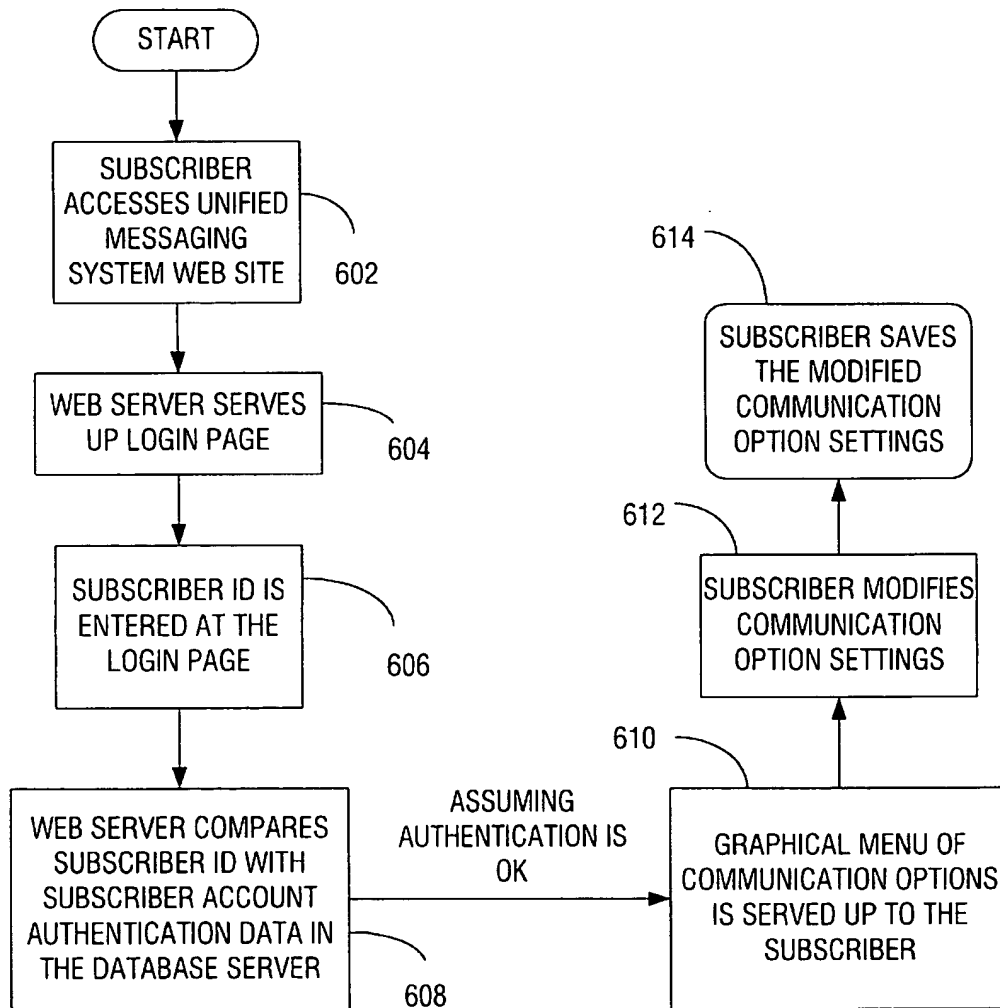 START
SUBSCRIBER
ACCESSES UNIFIED
MESSAGING
SYSTEM WEB SITE
602
WEB SERVER SERVES
UP LOGIN PAGE
604
SUBSCRIBER ID IS
ENTERED AT THE
LOGIN PAGE
606
WEB SERVER COMPARES
SUBSCRIBER ID WITH
SUBSCRIBER ACCOUNT
AUTHENTICATION DATA IN
THE DATABASE SERVER
608
ASSUMING
AUTHENTICATION IS
OK
610
GRAPHICAL MENU OF
COMMUNICATION OPTIONS
IS SERVED UP TO THE
SUBSCRIBER
612
SUBSCRIBER MODIFIES
COMMUNICATION
OPTION SETTINGS
614
SUBSCRIBER SAVES
THE MODIFIED
COMMUNICATION
OPTION SETTINGS